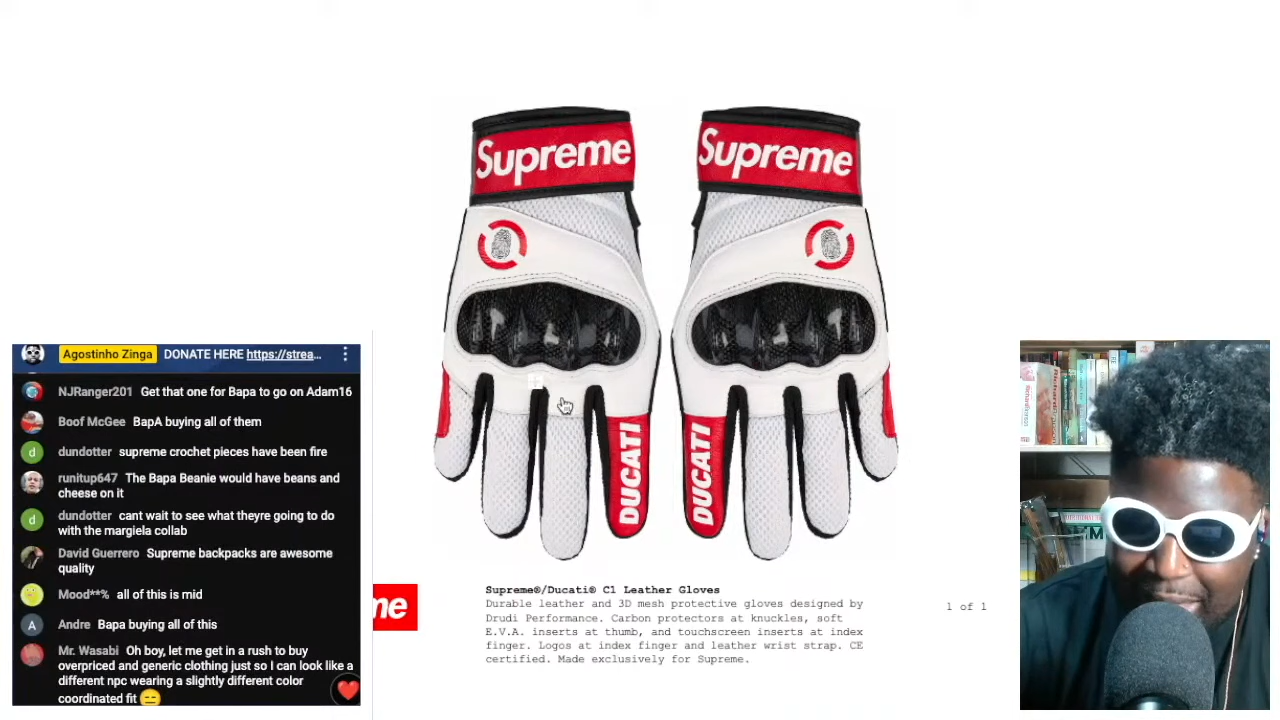 Supreme
Supreme
DUCATI
DUCATI
Agostinho Zinga DONATE HERE https://strea...
NJRanger201 Get that one for Bapa to go on Adam16
Boof McGee BapA buying all of them
dundotter supreme crochet pieces have been fire
runitup647 The Bapa Beanie would have beans and
cheese on it
dundotter cant wait to see what theyre going to do
with the margiela collab
David Guerrero Supreme backpacks are awesome
quality
Mood**% all of this is mid
Andre Bapa buying all of this
Mr. Wasabi Oh boy, let me get in a rush to buy
overpriced and generic clothing just so I can look like a
different npc wearing a slightly different color
coordinated fit 😑
me
Supreme®/Ducati® C1 Leather Gloves
Durable leather and 3D mesh protective gloves designed by
Drudi Performance. Carbon protectors at knuckles, soft
E.V.A. inserts at thumb, and touchscreen inserts at index
finger. Logos at index finger and leather wrist strap. CE
certified. Made exclusively for Supreme.
1 of 1